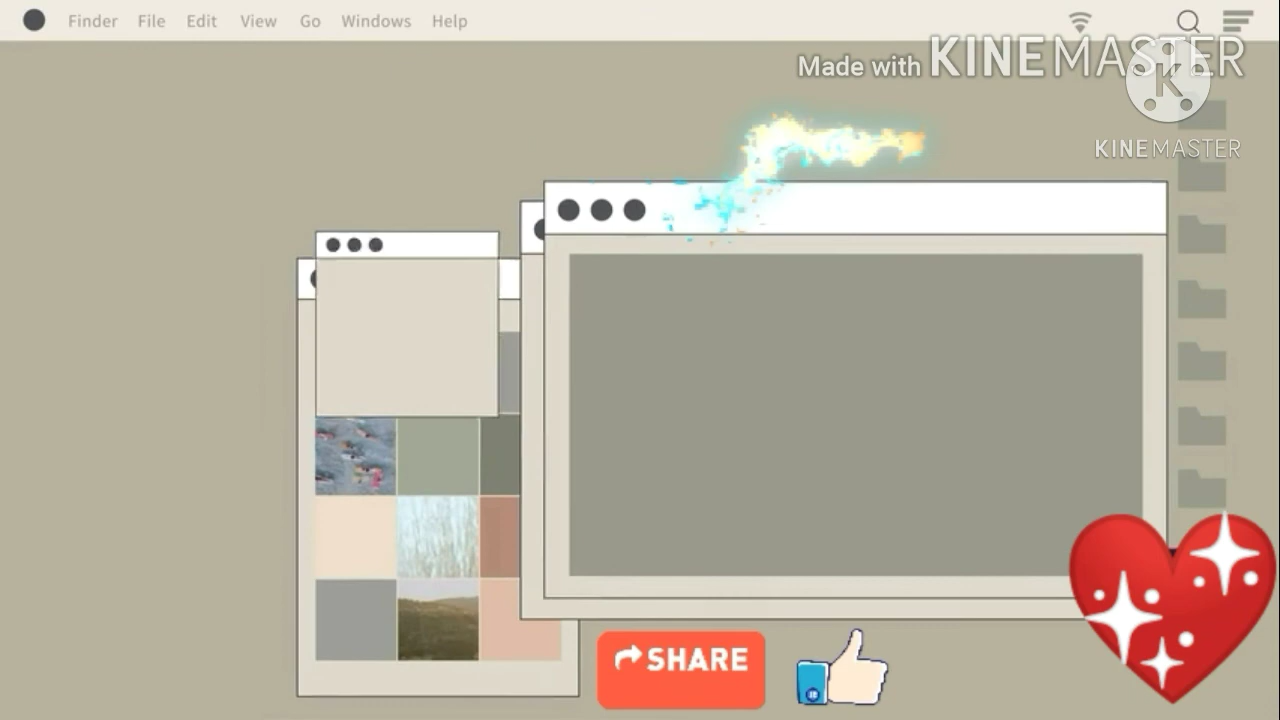 Finder File Edit View Go Windows Help
Made with KINEMASTER
K
KINEMASTER
SHARE